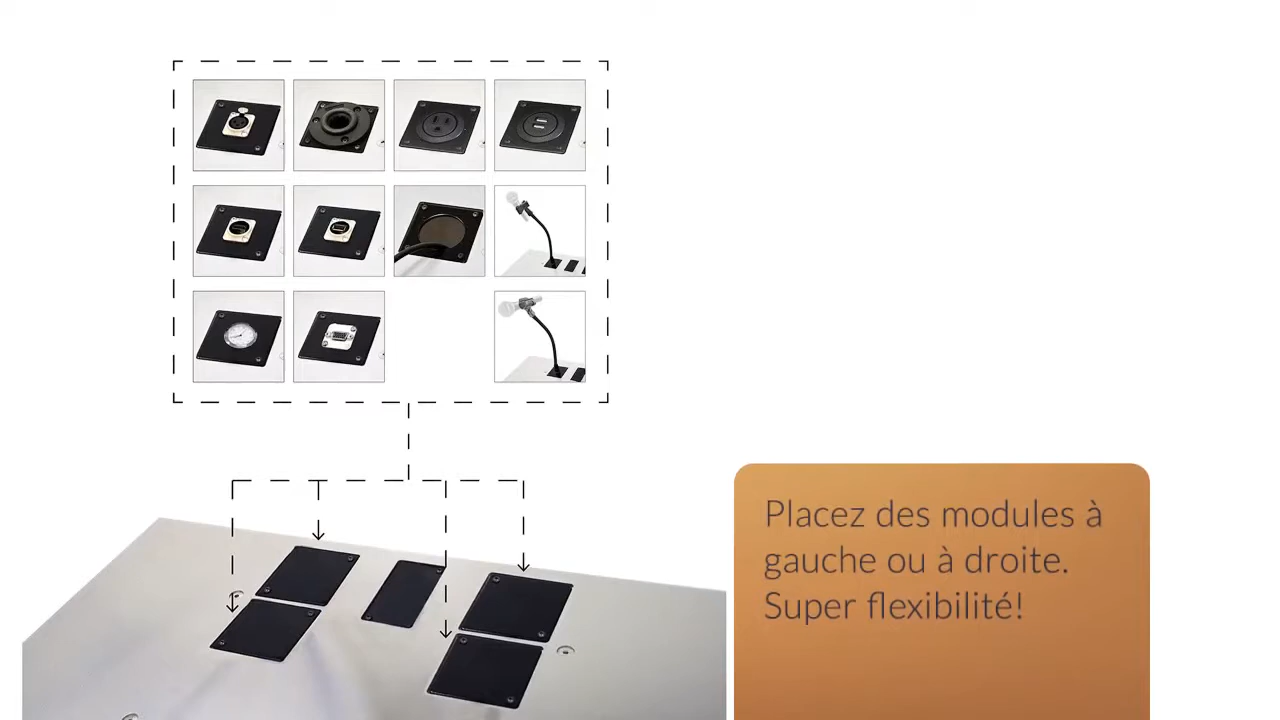 Placez des modules à
gauche ou à droite.
Super flexibilité!